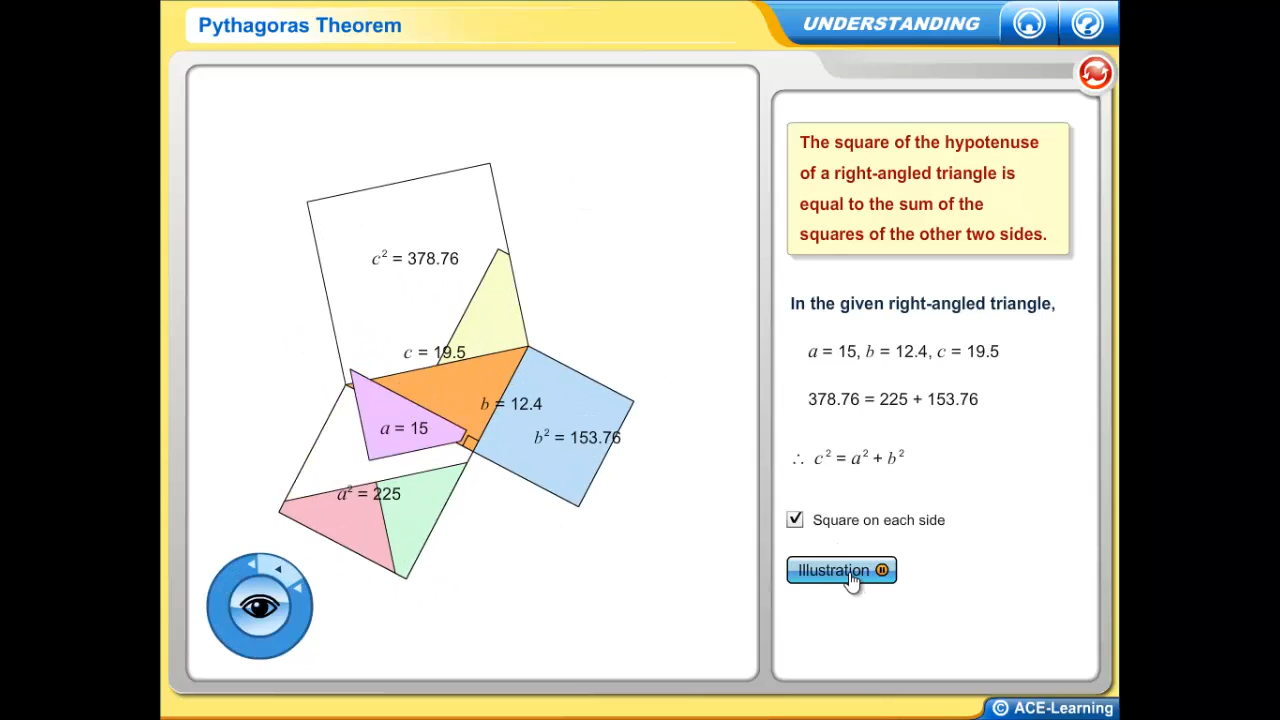 Pythagoras Theorem
UNDERSTANDING
c² = 378.76
c = 19.5
b = 12.4
a = 15
b² = 153.76
a² = 225
The square of the hypotenuse
of a right-angled triangle is
equal to the sum of the
squares of the other two sides.
In the given right-angled triangle,
a = 15, b = 12.4, c = 19.5
378.76 = 225 + 153.76
∴ c² = a² + b²
Square on each side
Illustration
© ACE-Learning